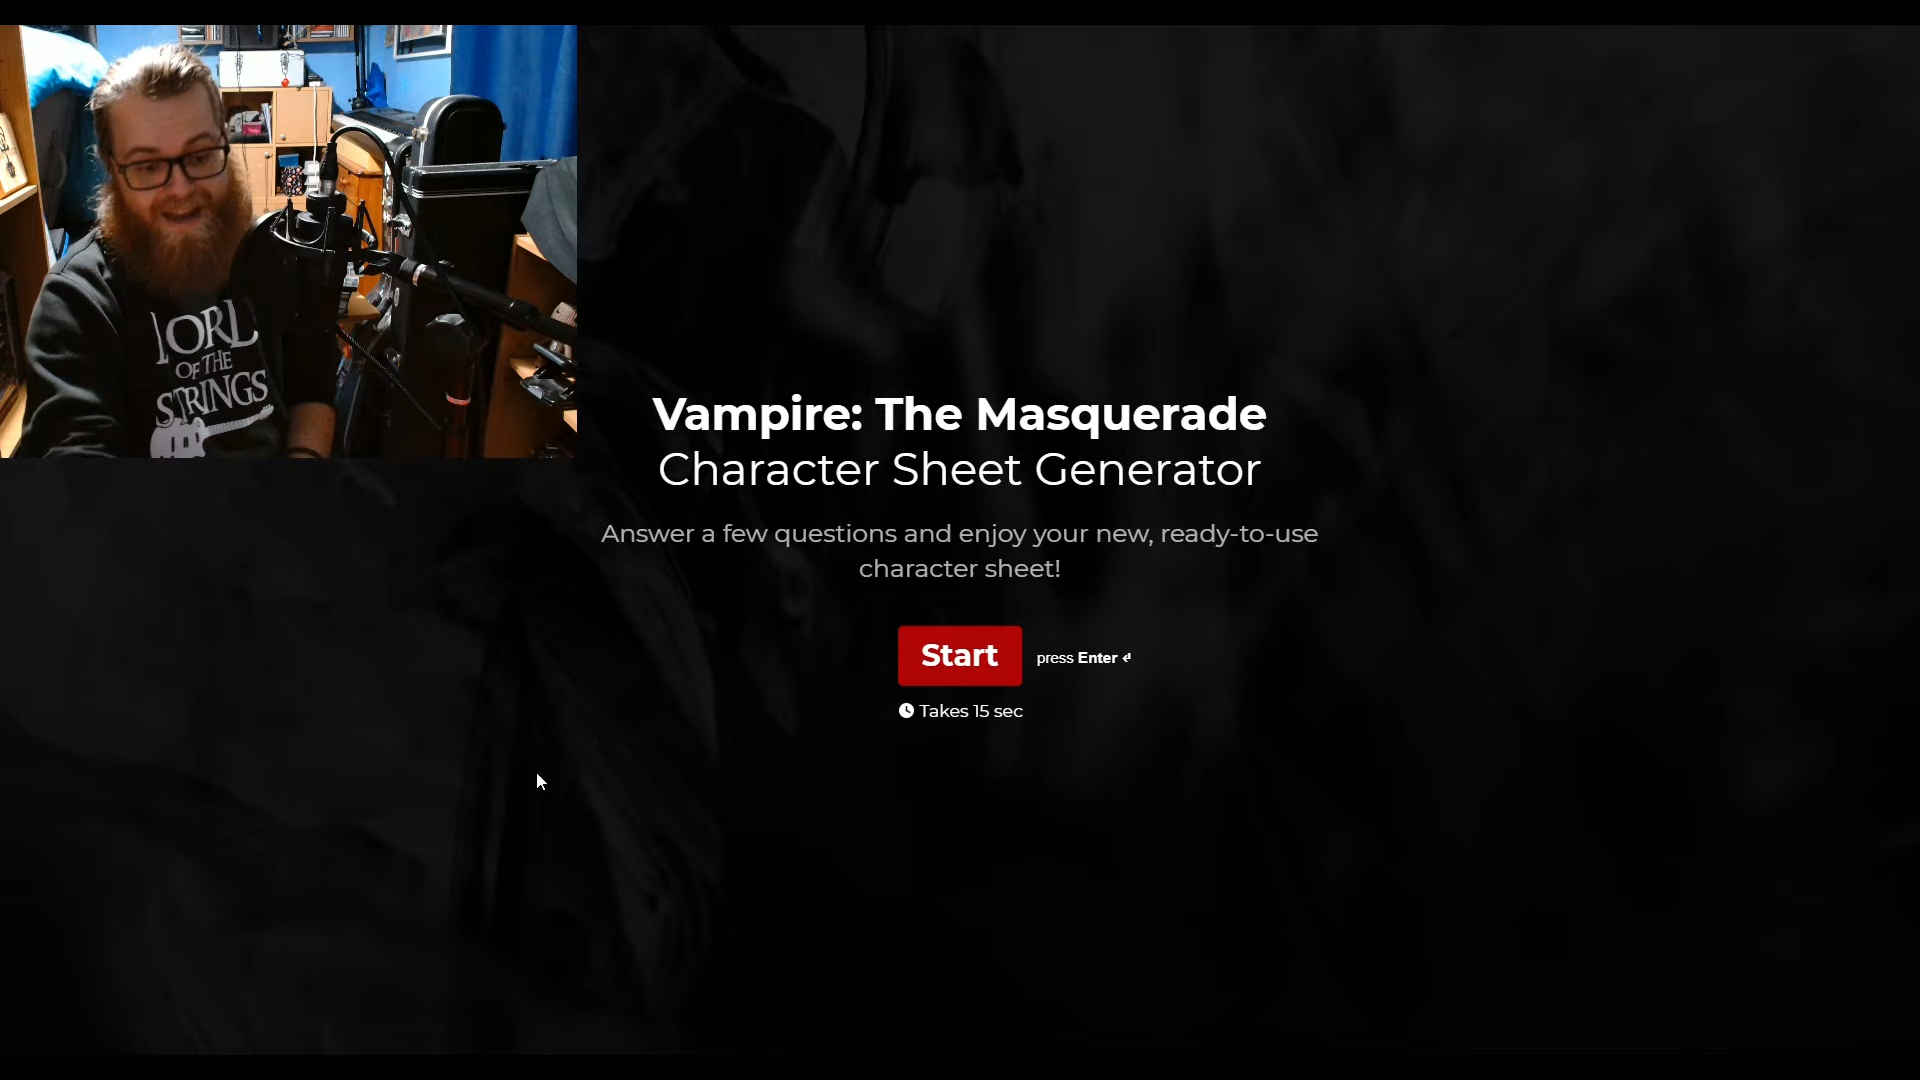 LORD
OF THE
STRINGS
Vampire: The Masquerade
Character Sheet Generator
Answer a few questions and enjoy your new, ready-to-use
character sheet!
Start
press Enter ↵
Takes 15 sec